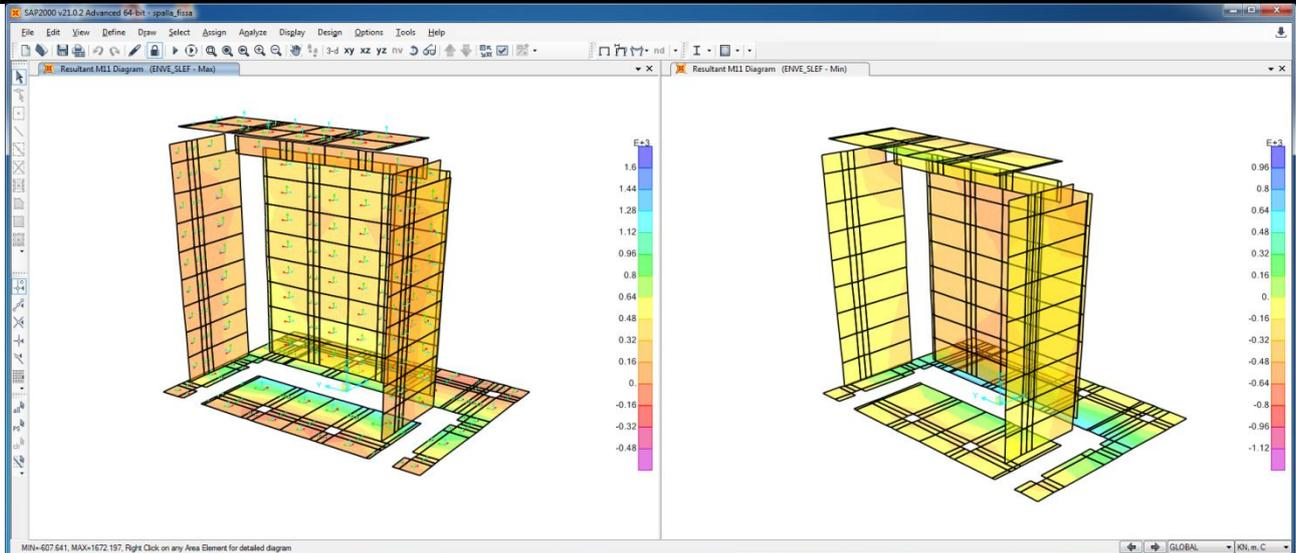 SAP2000 v21.0.2 Advanced 64-bit - spalla_fissa
File Edit View Define Draw Select Assign Analyze Display Design Options Tools Help
3-d xy xz yz nv nd
Resultant M11 Diagram (ENVE_SLEF - Max)
Resultant M11 Diagram (ENVE_SLEF - Min)
E+3
1.6
1.44
1.28
1.12
0.96
0.8
0.64
0.48
0.32
0.16
0.
-0.16
-0.32
-0.48
E+3
0.96
0.8
0.64
0.48
0.32
0.16
0.
-0.16
-0.32
-0.48
-0.64
-0.8
-0.96
-1.12
Y
Y
MIN=-607.641, MAX=1672.197, Right Click on any Area Element for detailed diagram
GLOBAL
KN, m, C